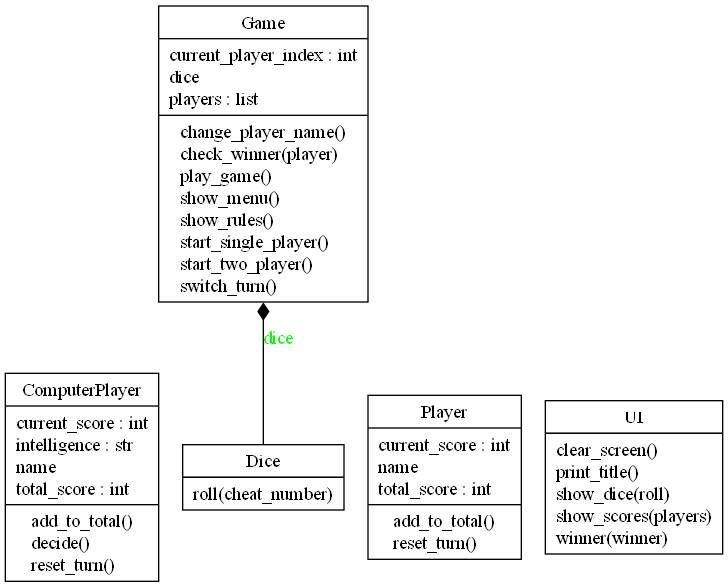 Game
current_player_index : int
dice
players : list
change_player_name()
check_winner(player)
play_game()
show_menu()
show_rules()
start_single_player()
start_two_player()
switch_turn()
dice
ComputerPlayer
current_score : int
intelligence : str
name
total_score : int
add_to_total()
decide()
reset_turn()
Dice
roll(cheat_number)
Player
current_score : int
name
total_score : int
add_to_total()
reset_turn()
UI
clear_screen()
print_title()
show_dice(roll)
show_scores(players)
winner(winner)